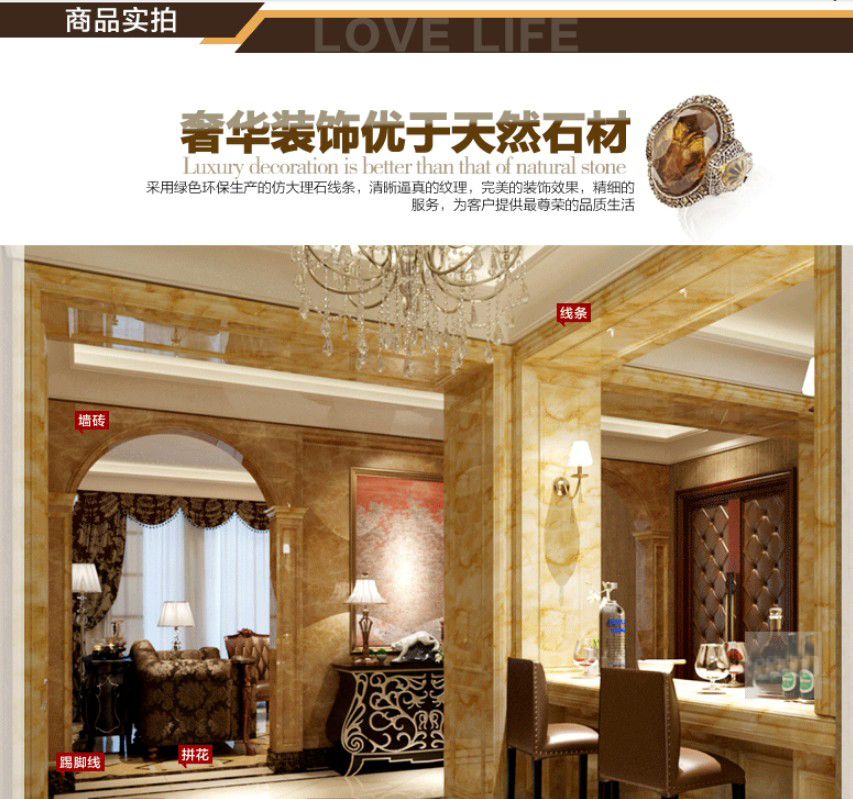 商品实拍
LOVE LIFE
奢华装饰优于天然石材
Luxury decoration is better than that of natural stone
采用绿色环保生产的仿大理石线条，清晰逼真的纹理，完美的装饰效果，精细的
服务，为客户提供最尊荣的品质生活
线条
墙砖
拼花
踢脚线